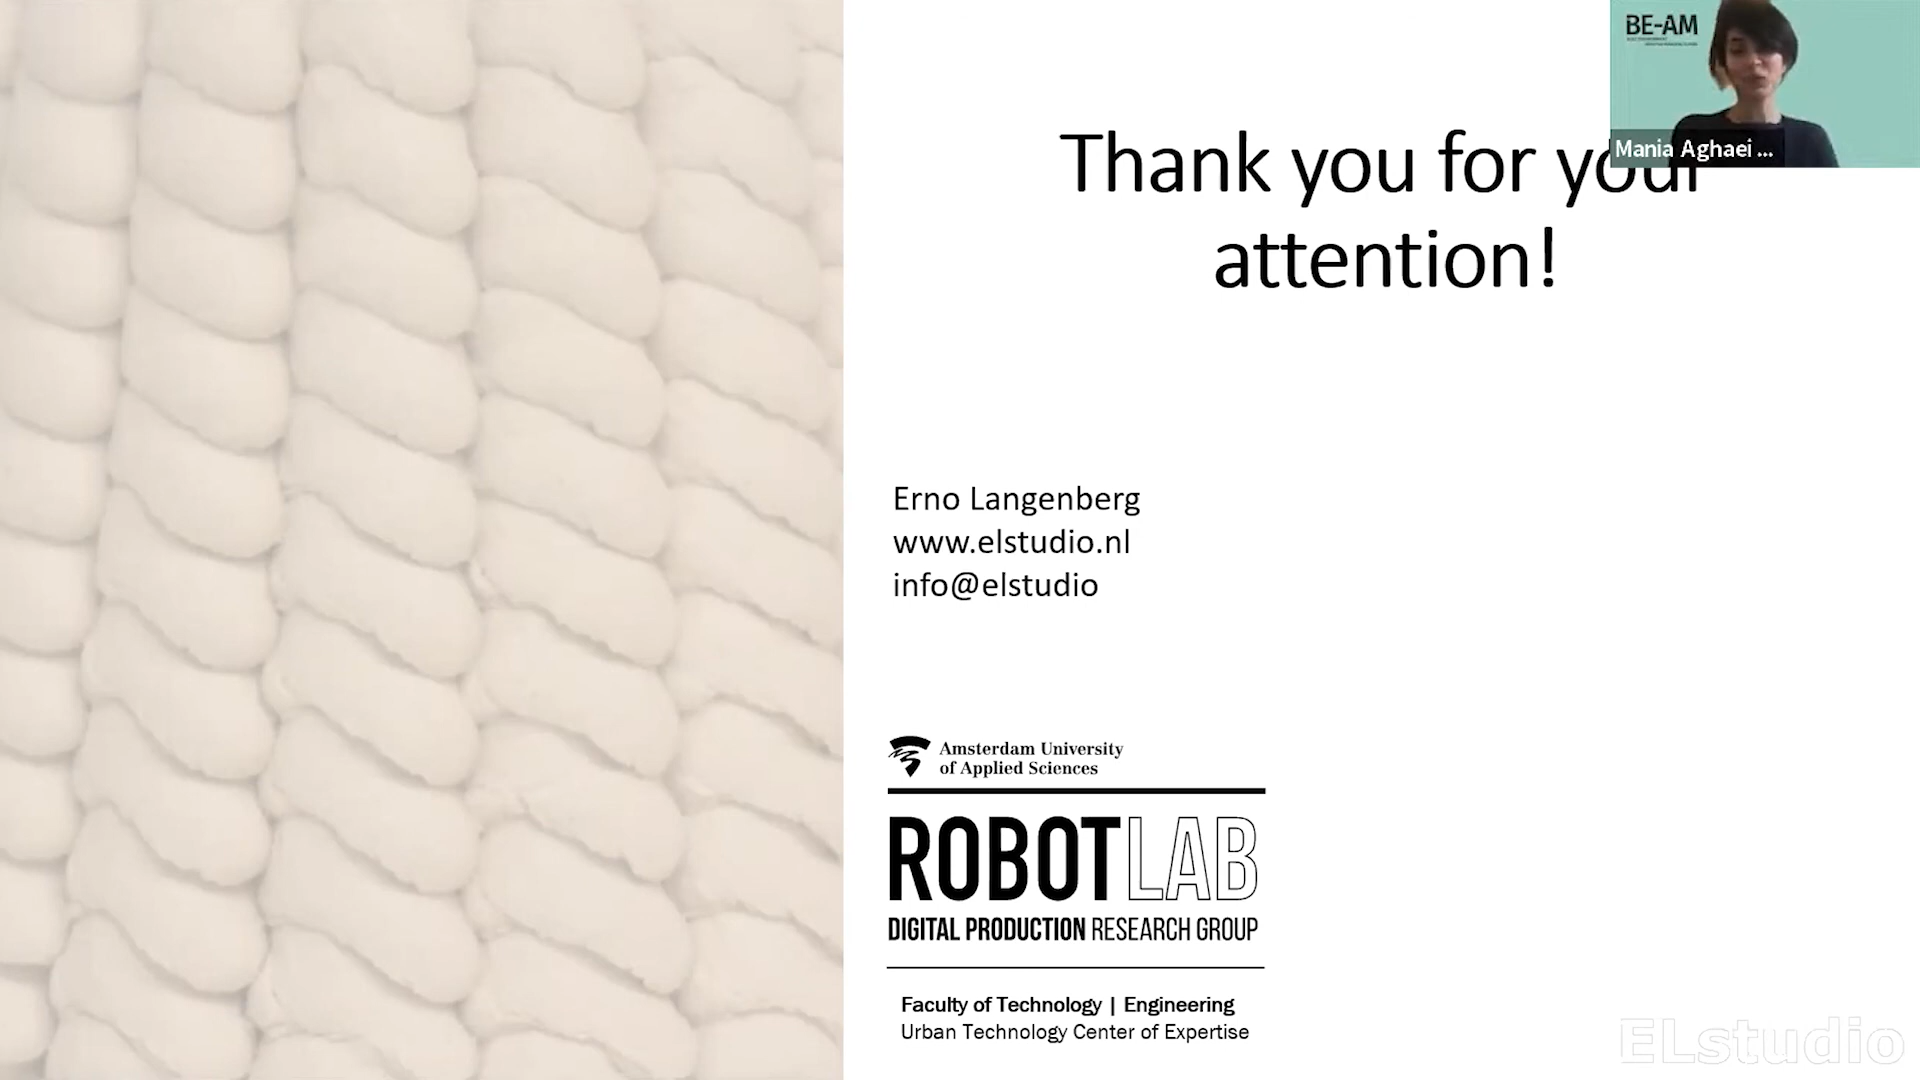 BE-AM
Mania Aghaei ...
Thank you for your
attention!
Erno Langenberg
www.elstudio.nl
info@elstudio
Amsterdam University
of Applied Sciences
ROBOTLAB
DIGITAL PRODUCTION RESEARCH GROUP
Faculty of Technology | Engineering
Urban Technology Center of Expertise
ELstudio